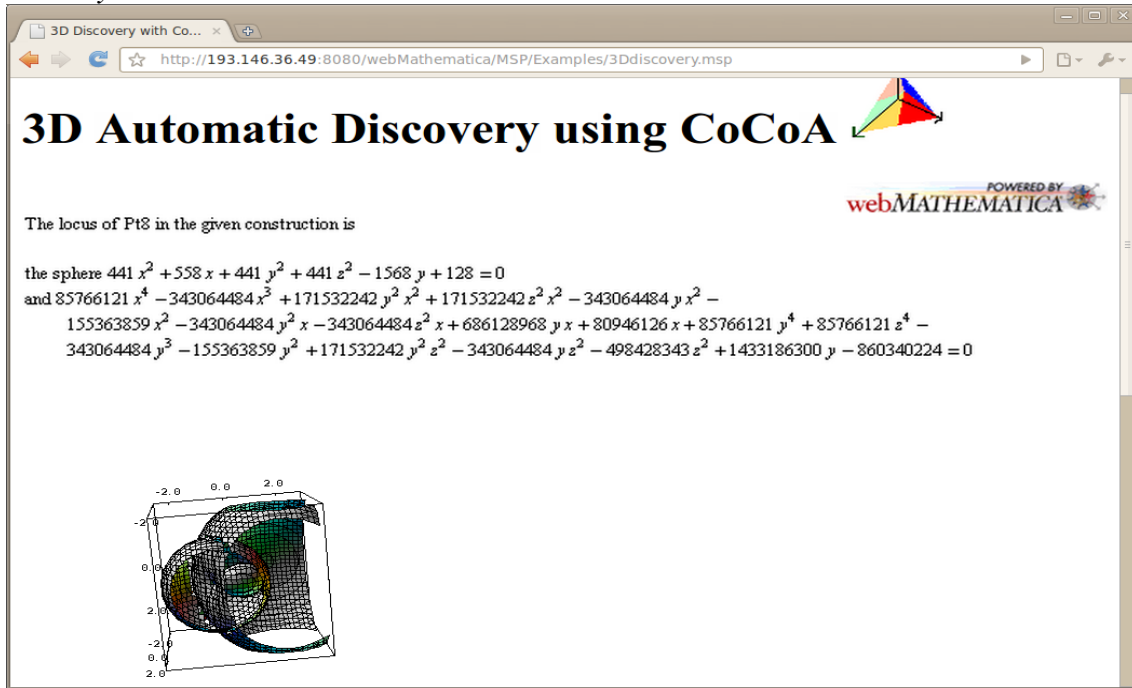 3D Discovery with Co...
http://193.146.36.49:8080/webMathematica/MSP/Examples/3Ddiscovery.msp
3D Automatic Discovery using CoCoA
POWERED BY
webMATHEMATICA
The locus of Pt8 in the given construction is
the sphere 441 x² + 558 x + 441 y² + 441 z² − 1568 y + 128 = 0
and 85766121 x⁴ − 343064484 x³ + 171532242 y² x² + 171532242 z² x² − 343064484 y x² −
155363859 x² − 343064484 y² x − 343064484 z² x + 686128968 y x + 80946126 x + 85766121 y⁴ + 85766121 z⁴ −
343064484 y³ − 155363859 y² + 171532242 y² z² − 343064484 y z² − 498428343 z² + 1433186300 y − 860340224 = 0
-2.0 0.0 2.0
0.0
2.0
-2.0
0.0
2.0